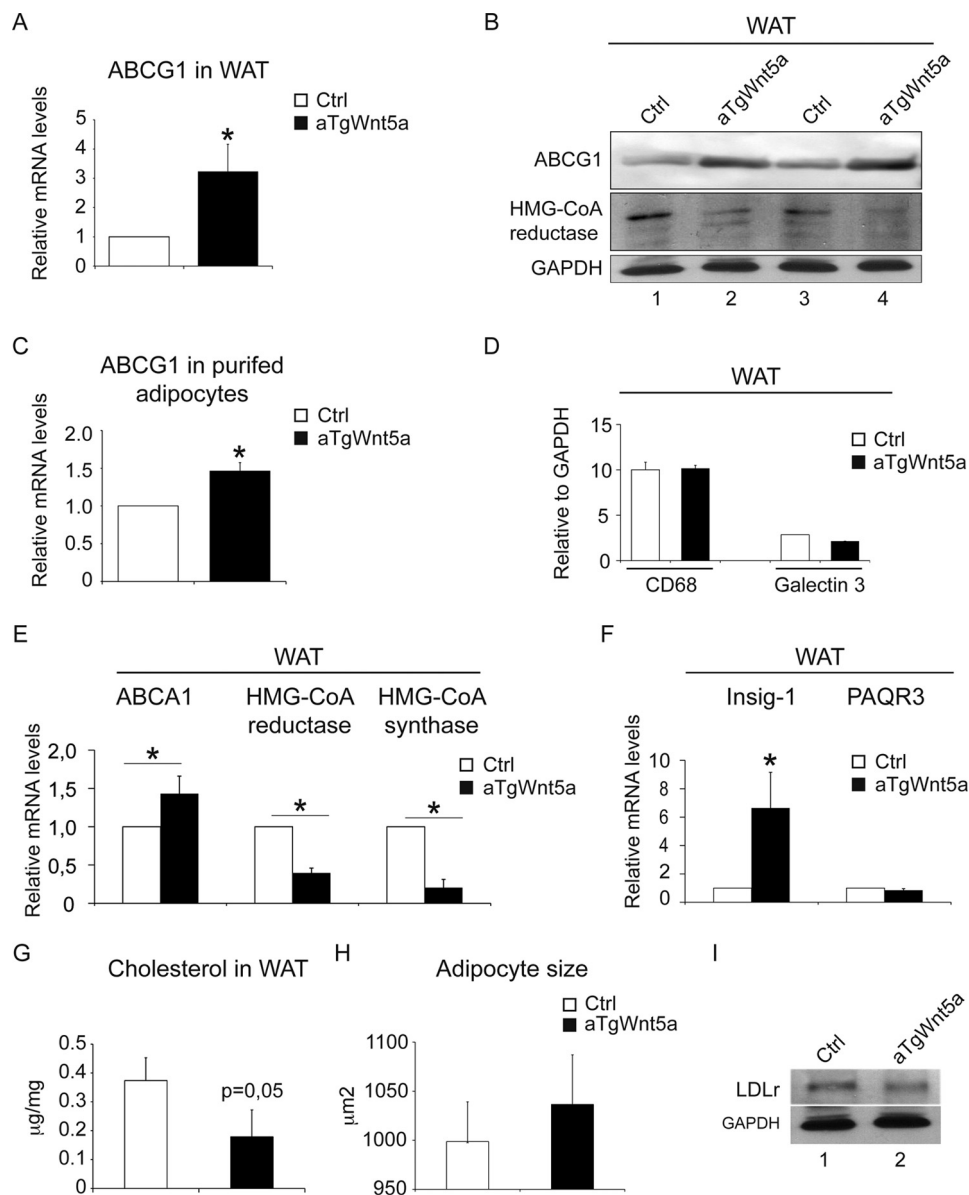 A
ABCG1 in WAT
Ctrl
aTgWnt5a
Relative mRNA levels
5
4
3
2
1
0
*
B
WAT
Ctrl
aTgWnt5a
Ctrl
aTgWnt5a
ABCG1
HMG-CoA
reductase
GAPDH
1 2 3 4
C
ABCG1 in purifed
adipocytes
Ctrl
aTgWnt5a
Relative mRNA levels
2.0
1.5
1.0
0.5
0
*
D
WAT
Ctrl
aTgWnt5a
Relative to GAPDH
15
10
5
0
CD68 Galectin 3
E
WAT
ABCA1 HMG-CoA reductase HMG-CoA synthase
Ctrl
aTgWnt5a
Relative mRNA levels
2,0
1,5
1,0
0,5
0
* * *
F
WAT
Insig-1 PAQR3
Ctrl
aTgWnt5a
Relative mRNA levels
10
8
6
4
2
0
*
G
Cholesterol in WAT
µg/mg
0.5
0.4
0.3
0.2
0.1
0
p=0,05
H
Adipocyte size
Ctrl
aTgWnt5a
µm2
1100
1050
1000
950
I
Ctrl
aTgWnt5a
LDLr
GAPDH
1 2